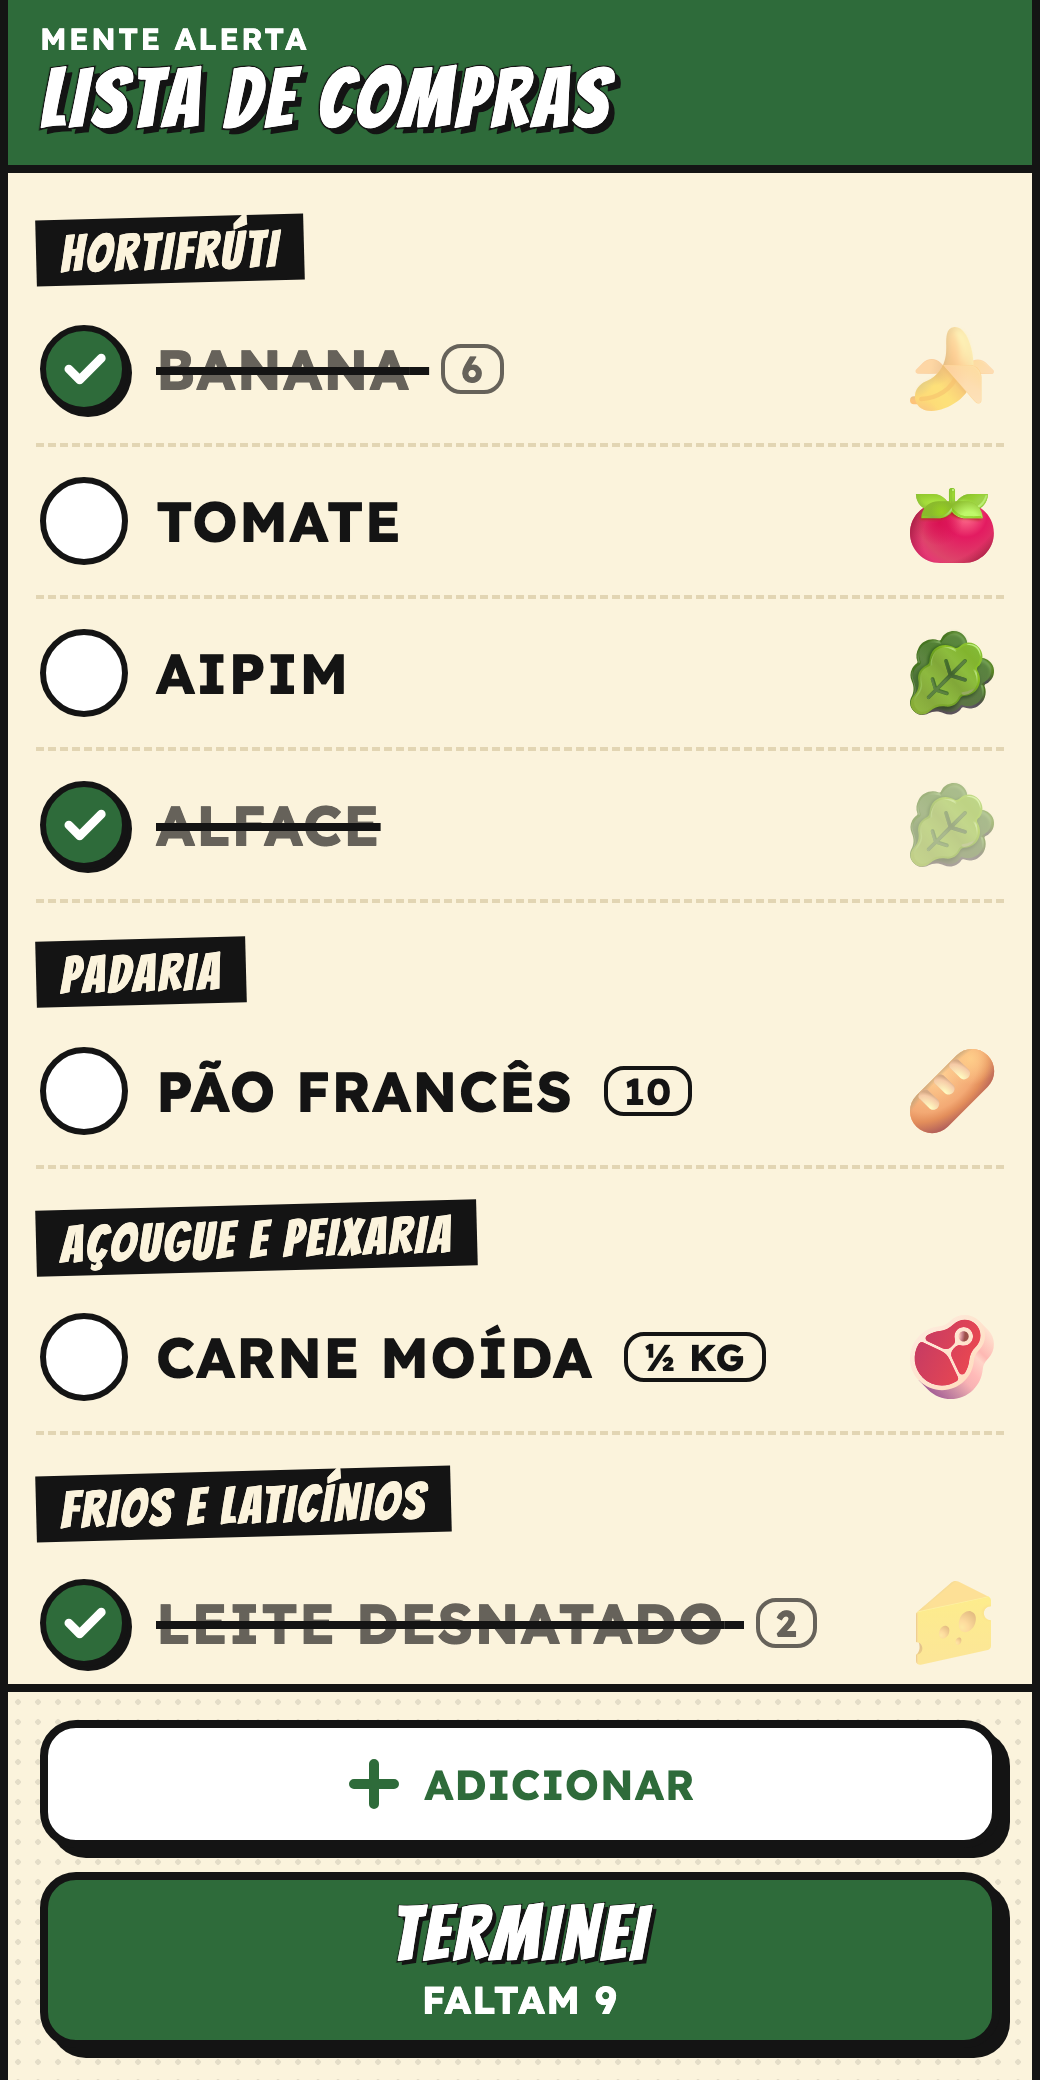 MENTE ALERTA
LISTA DE COMPRAS
HORTIFRÚTI
BANANA 6
TOMATE
AIPIM
ALFACE
PADARIA
PÃO FRANCÊS 10
AÇOUGUE E PEIXARIA
CARNE MOÍDA ½ KG
FRIOS E LATICÍNIOS
LEITE DESNATADO 2
+ ADICIONAR
TERMINEI
FALTAM 9